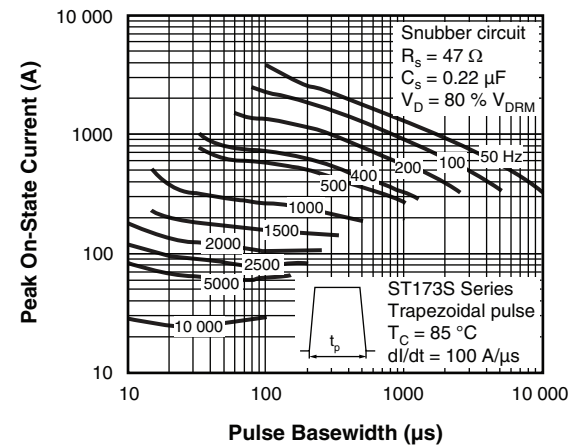 10 000
1000
100
10
Peak On-State Current (A)
Snubber circuit
Rs = 47 Ω
Cs = 0.22 µF
VD = 80 % VDRM
50 Hz
100
200
400
500
1000
1500
2000
2500
5000
10 000
ST173S Series
Trapezoidal pulse
TC = 85 °C
dI/dt = 100 A/µs
tp
10
100
1000
10 000
Pulse Basewidth (µs)